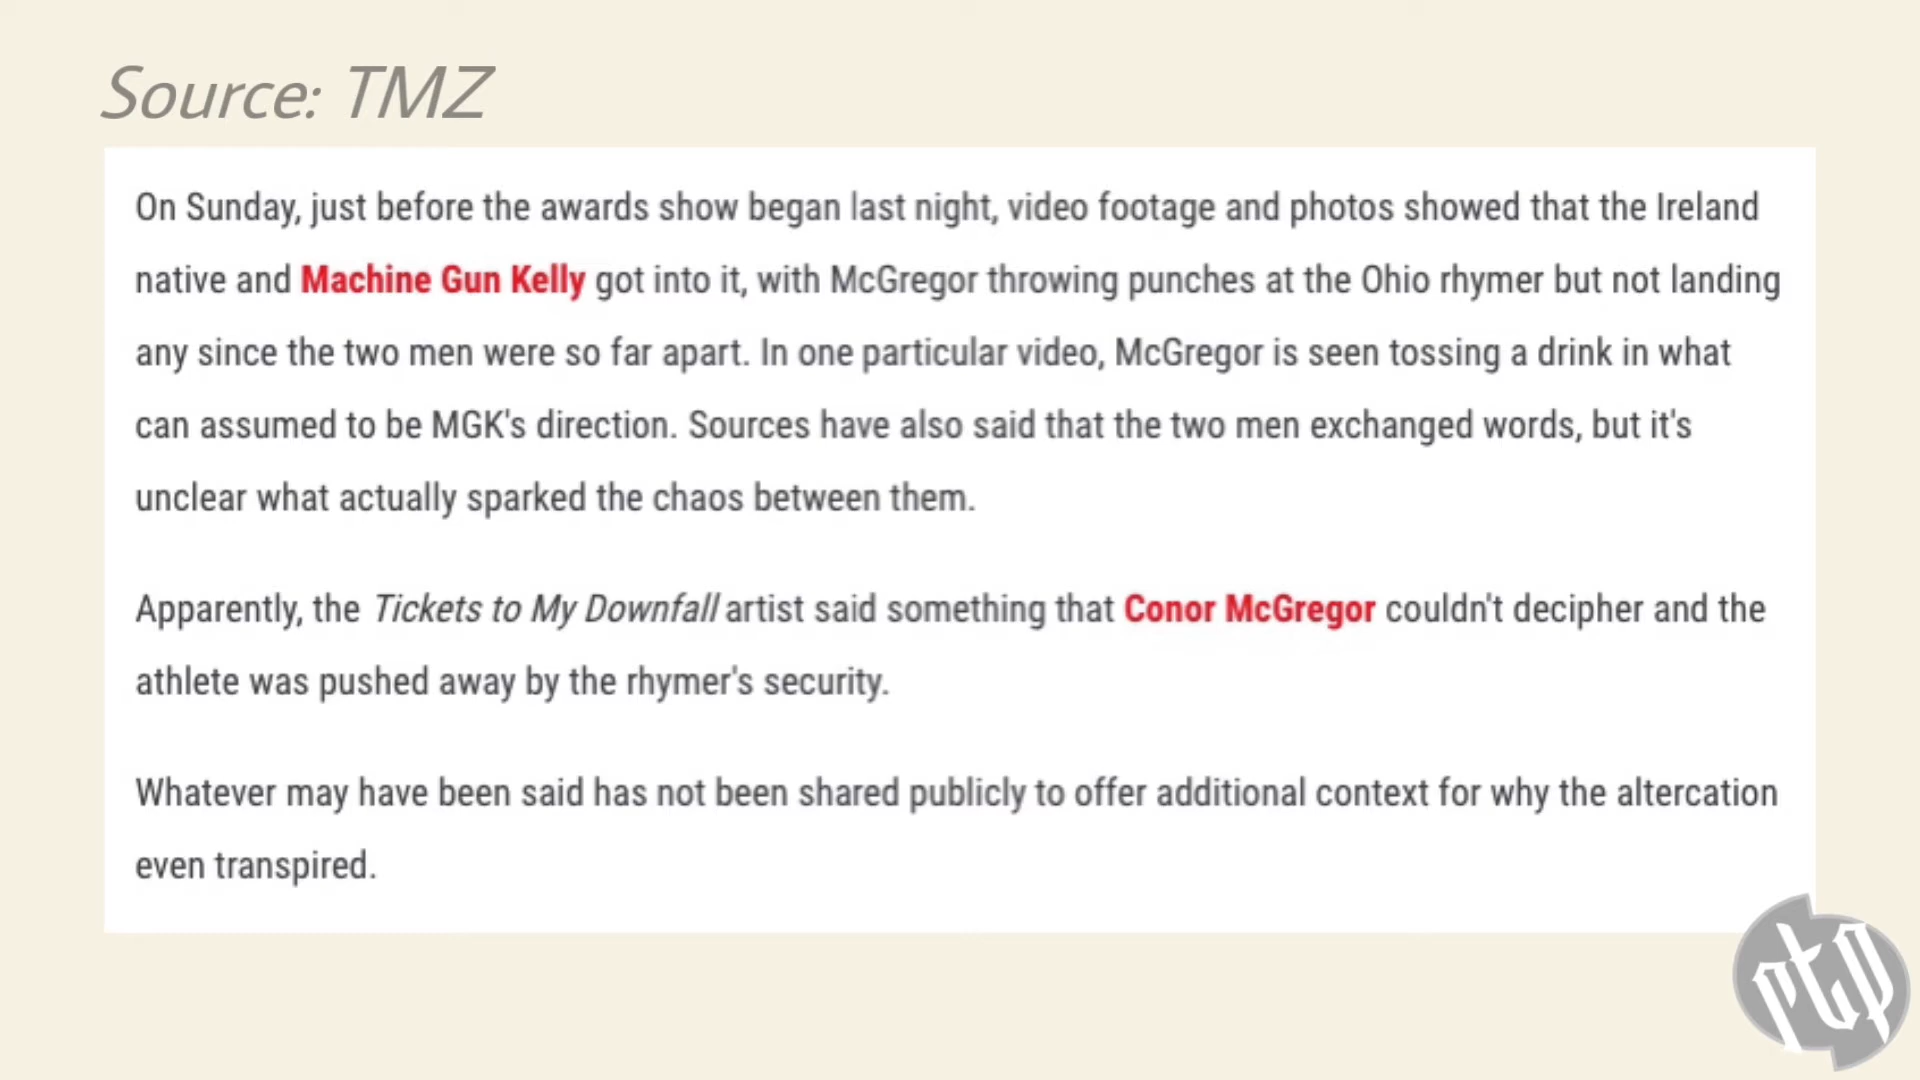 Source: TMZ
On Sunday, just before the awards show began last night, video footage and photos showed that the Ireland
native and Machine Gun Kelly got into it, with McGregor throwing punches at the Ohio rhymer but not landing
any since the two men were so far apart. In one particular video, McGregor is seen tossing a drink in what
can assumed to be MGK's direction. Sources have also said that the two men exchanged words, but it's
unclear what actually sparked the chaos between them.
Apparently, the Tickets to My Downfall artist said something that Conor McGregor couldn't decipher and the
athlete was pushed away by the rhymer's security.
Whatever may have been said has not been shared publicly to offer additional context for why the altercation
even transpired.
ptp